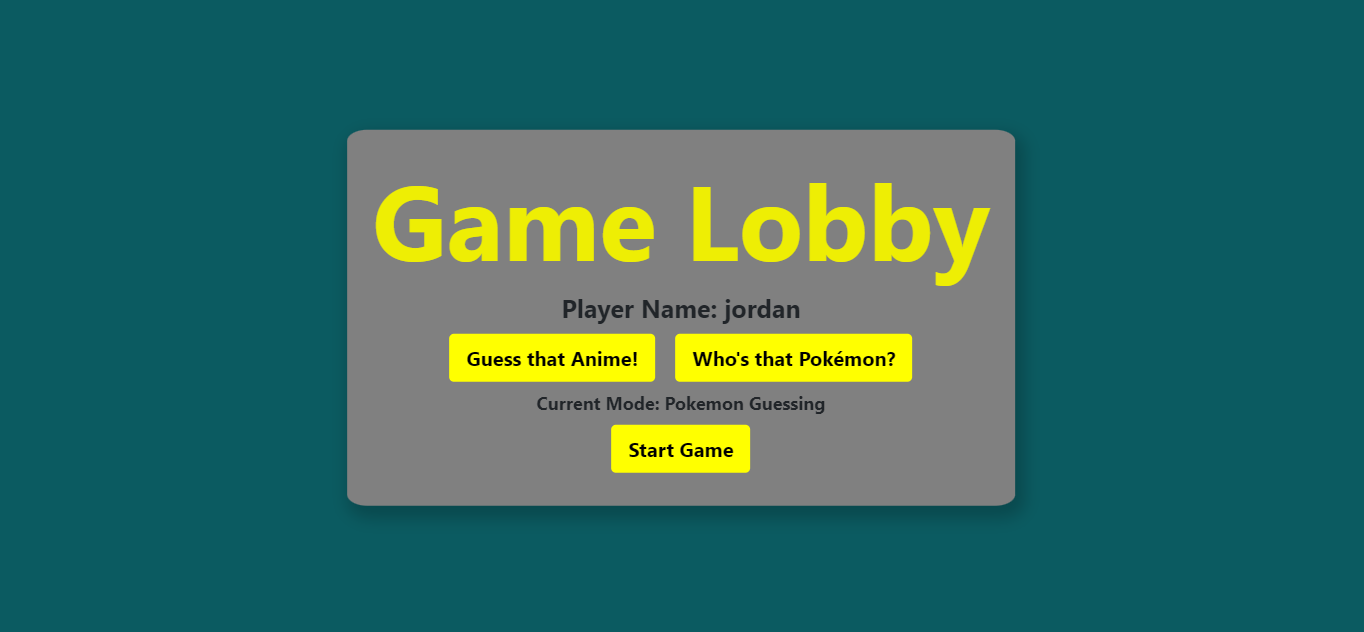 Game Lobby
Player Name: jordan
Guess that Anime! Who's that Pokémon?
Current Mode: Pokemon Guessing
Start Game